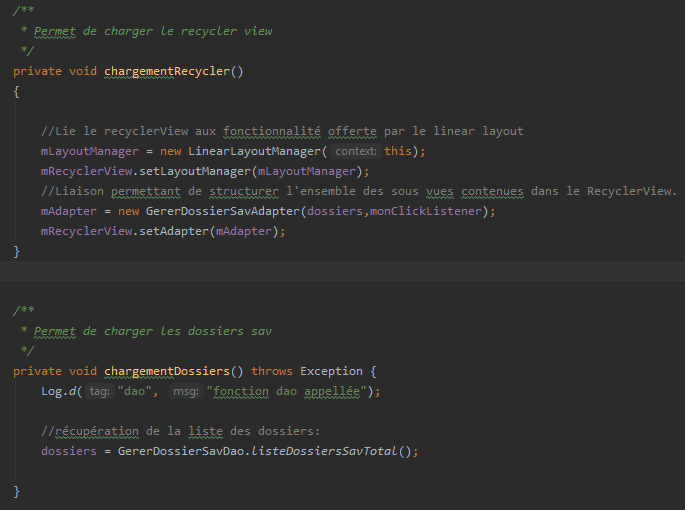 /**
 * Permet de charger le recycler view
 */
private void chargementRecycler()
{
//Lie le recyclerView aux fonctionnalité offerte par le linear layout
mLayoutManager = new LinearLayoutManager( context: this);
mRecyclerView.setLayoutManager(mLayoutManager);
//Liaison permettant de structurer l'ensemble des sous vues contenues dans le RecyclerView.
mAdapter = new GererDossierSavAdapter(dossiers,monClickListener);
mRecyclerView.setAdapter(mAdapter);
}
/**
 * Permet de charger les dossiers sav
 */
private void chargementDossiers() throws Exception {
Log.d( tag: "dao", msg: "fonction dao appellée");
//récupération de la liste des dossiers:
dossiers = GererDossierSavDao.listeDossiersSavTotal();
}